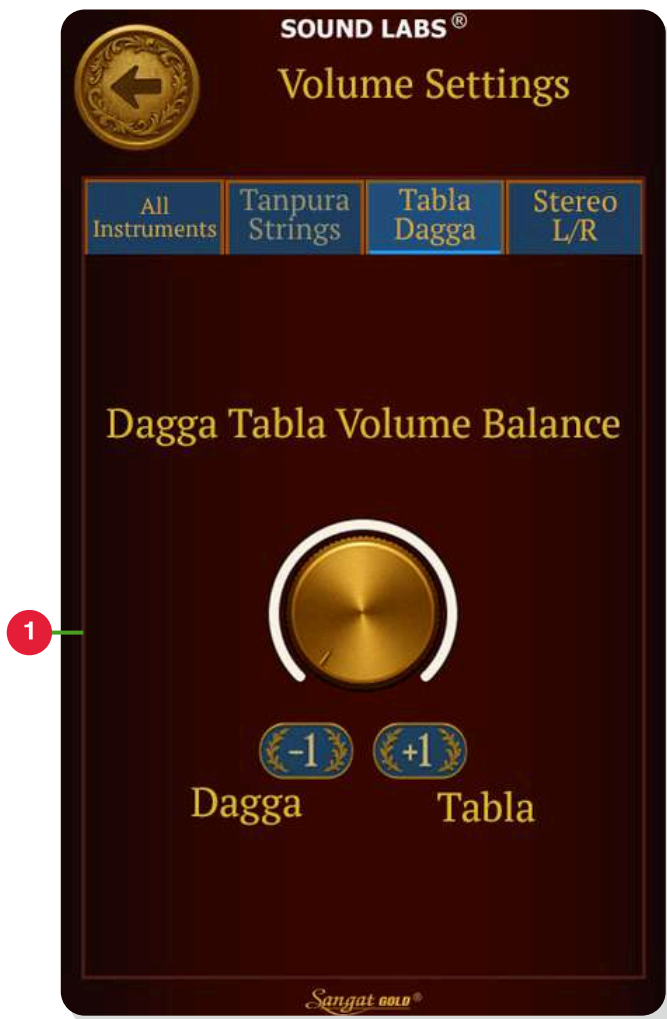 SOUND LABS®
Volume Settings
All
Instruments
Tanpura
Strings
Tabla
Dagga
Stereo
L/R
Dagga Tabla Volume Balance
1
-1
+1
Dagga
Tabla
Sangat GOLD®